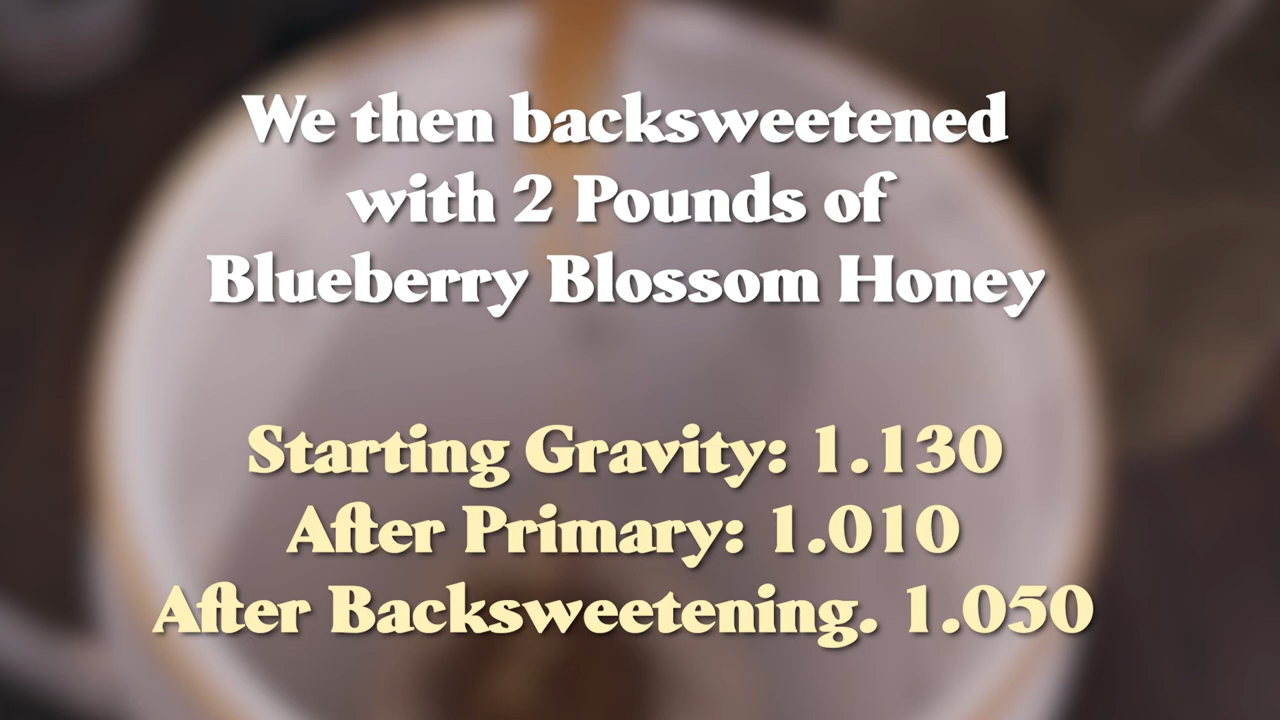 We then backsweetened
with 2 Pounds of
Blueberry Blossom Honey
Starting Gravity: 1.130
After Primary: 1.010
After Backsweetening. 1.050